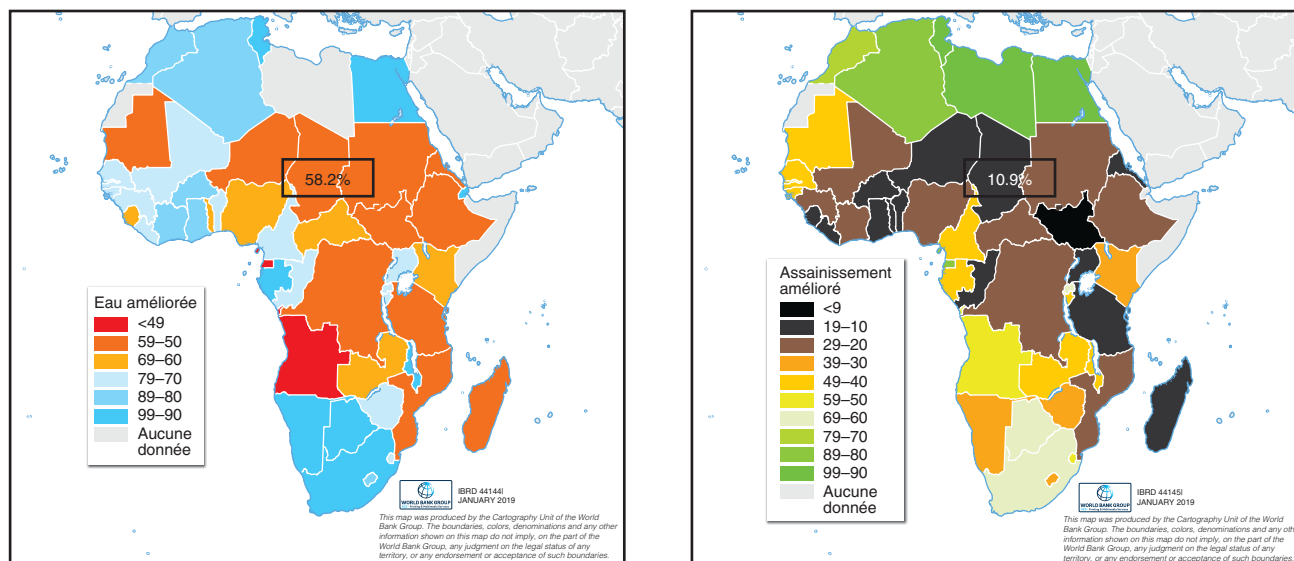 58.2%
Eau améliorée
<49
59–50
69–60
79–70
89–80
99–90
Aucune
donnée
WORLD BANK GROUP
IBRD 44144|
JANUARY 2019
This map was produced by the Cartography Unit of the World
Bank Group. The boundaries, colors, denominations and any other
information shown on this map do not imply, on the part of the
World Bank Group, any judgment on the legal status of any
territory, or any endorsement or acceptance of such boundaries.
10.9%
Assainissement
amélioré
<9
19–10
29–20
39–30
49–40
59–50
69–60
79–70
89–80
99–90
Aucune
donnée
WORLD BANK GROUP
IBRD 44145|
JANUARY 2019
This map was produced by the Cartography Unit of the World
Bank Group. The boundaries, colors, denominations and any othe
information shown on this map do not imply, on the part of the
World Bank Group, any judgment on the legal status of any
territory, or any endorsement or acceptance of such boundaries.